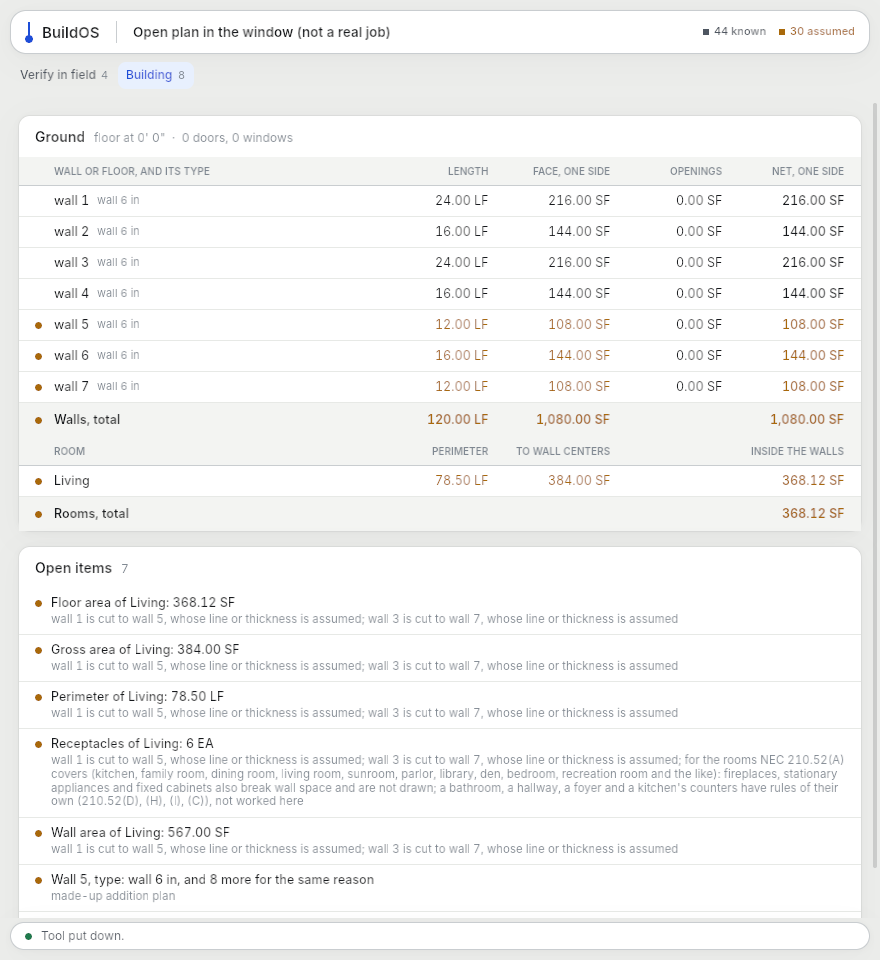 BuildOS
Open plan in the window (not a real job)
44 known
30 assumed
Verify in field 4
Building 8
Ground floor at 0' 0" · 0 doors, 0 windows
WALL OR FLOOR, AND ITS TYPE LENGTH FACE, ONE SIDE OPENINGS NET, ONE SIDE
wall 1 wall 6 in 24.00 LF 216.00 SF 0.00 SF 216.00 SF
wall 2 wall 6 in 16.00 LF 144.00 SF 0.00 SF 144.00 SF
wall 3 wall 6 in 24.00 LF 216.00 SF 0.00 SF 216.00 SF
wall 4 wall 6 in 16.00 LF 144.00 SF 0.00 SF 144.00 SF
wall 5 wall 6 in 12.00 LF 108.00 SF 0.00 SF 108.00 SF
wall 6 wall 6 in 16.00 LF 144.00 SF 0.00 SF 144.00 SF
wall 7 wall 6 in 12.00 LF 108.00 SF 0.00 SF 108.00 SF
Walls, total 120.00 LF 1,080.00 SF 1,080.00 SF
ROOM PERIMETER TO WALL CENTERS INSIDE THE WALLS
Living 78.50 LF 384.00 SF 368.12 SF
Rooms, total 368.12 SF
Open items 7
Floor area of Living: 368.12 SF
wall 1 is cut to wall 5, whose line or thickness is assumed; wall 3 is cut to wall 7, whose line or thickness is assumed
Gross area of Living: 384.00 SF
wall 1 is cut to wall 5, whose line or thickness is assumed; wall 3 is cut to wall 7, whose line or thickness is assumed
Perimeter of Living: 78.50 LF
wall 1 is cut to wall 5, whose line or thickness is assumed; wall 3 is cut to wall 7, whose line or thickness is assumed
Receptacles of Living: 6 EA
wall 1 is cut to wall 5, whose line or thickness is assumed; wall 3 is cut to wall 7, whose line or thickness is assumed; for the rooms NEC 210.52(A)
covers (kitchen, family room, dining room, living room, sunroom, parlor, library, den, bedroom, recreation room and the like): fireplaces, stationary
appliances and fixed cabinets also break wall space and are not drawn; a bathroom, a hallway, a foyer and a kitchen's counters have rules of their
own (210.52(D), (H), (I), (C)), not worked here
Wall area of Living: 567.00 SF
wall 1 is cut to wall 5, whose line or thickness is assumed; wall 3 is cut to wall 7, whose line or thickness is assumed
Wall 5, type: wall 6 in, and 8 more for the same reason
made-up addition plan
Tool put down.